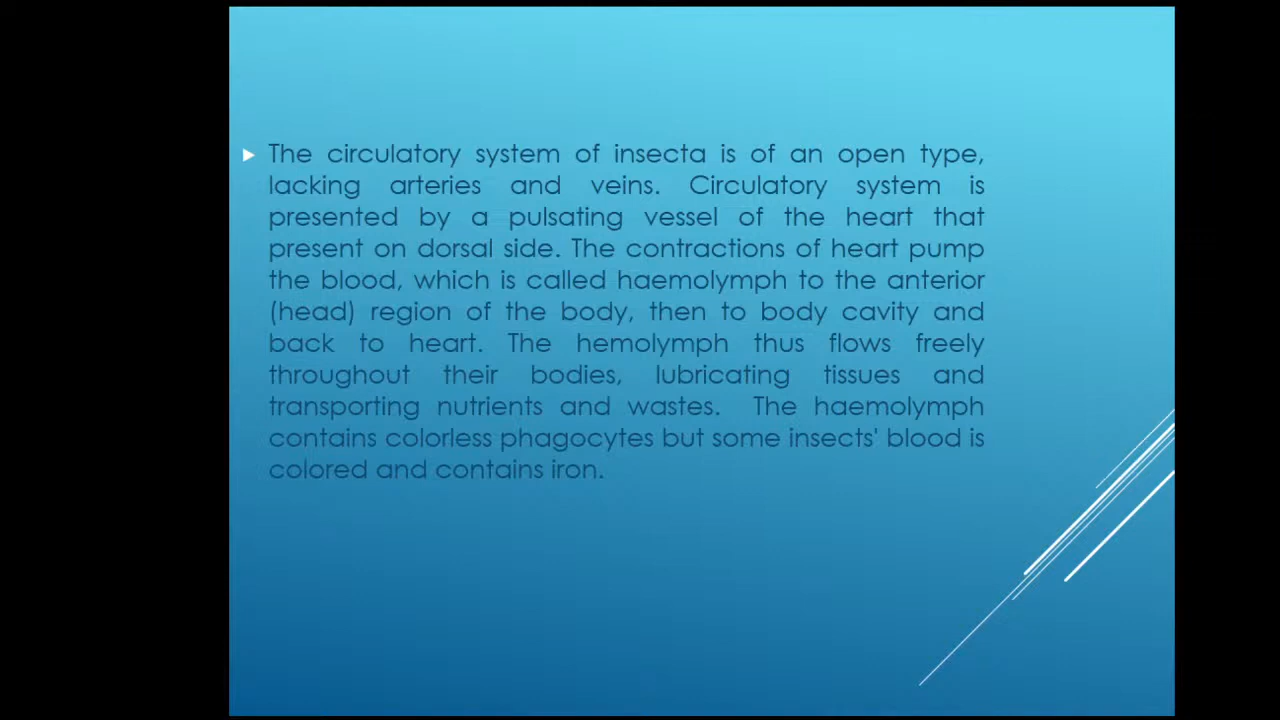 The circulatory system of insecta is of an open type,
lacking arteries and veins. Circulatory system is
presented by a pulsating vessel of the heart that
present on dorsal side. The contractions of heart pump
the blood, which is called haemolymph to the anterior
(head) region of the body, then to body cavity and
back to heart. The hemolymph thus flows freely
throughout their bodies, lubricating tissues and
transporting nutrients and wastes. The haemolymph
contains colorless phagocytes but some insects' blood is
colored and contains iron.